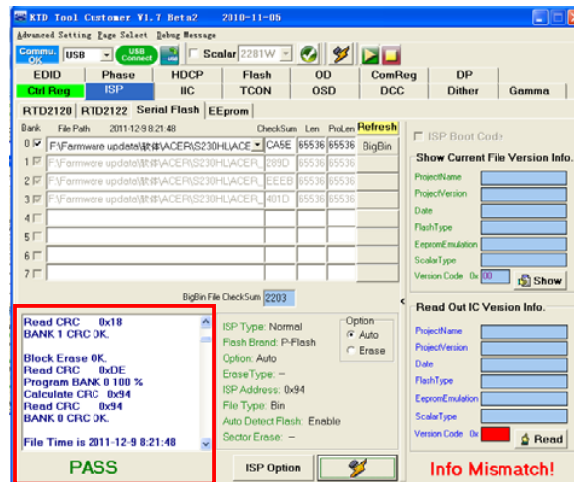 KTD Tool Customer V1.7 Beta2 2010-11-05
Advanced Setting Page Select Debug Message
Commu. OK USB USB Connect Scalar 2281W
EDID Phase HDCP Flash OD ComReg DP
Ctrl Reg ISP IIC TCON OSD DCC Dither Gamma
RTD2120 RTD2122 Serial Flash EEprom
Bank File Path 2011-12-9 8:21:48 CheckSum Len ProLen Refresh
0 F:\Farmware updata\软体\ACER\S230HL\ACE CA5E 65536 65536 BigBin
1 F:\Farmware updata\软体\ACER\S230HL\ACER_ 289D 65536 65536
2 F:\Farmware updata\软体\ACER\S230HL\ACER_ EEEB 65536 65536
3 F:\Farmware updata\软体\ACER\S230HL\ACER_ 401D 65536 65536
4
5
6
7
BigBin File CheckSum 2203
Read CRC 0x18
BANK 1 CRC OK.
Block Erase OK.
Read CRC 0xDE
Program BANK 0 100 %
Calculate CRC 0x94
Read CRC 0x94
BANK 0 CRC OK.
File Time is 2011-12-9 8:21:48
PASS
ISP Type: Normal
Flash Brand: P-Flash
Option: Auto
EraseType: --
ISP Address: 0x94
File Type: Bin
Auto Detect Flash: Enable
Sector Erase: --
Option
Auto
Erase
ISP Option
ISP Boot Code
Show Current File Version Info.
ProjectName
ProjectVersion
Date
FlashType
EepromEmulation
ScalarType
Version Code 0x 00 Show
Read Out IC Version Info.
ProjectName
ProjectVersion
Date
FlashType
EepromEmulation
ScalarType
Version Code 0x Read
Info Mismatch!